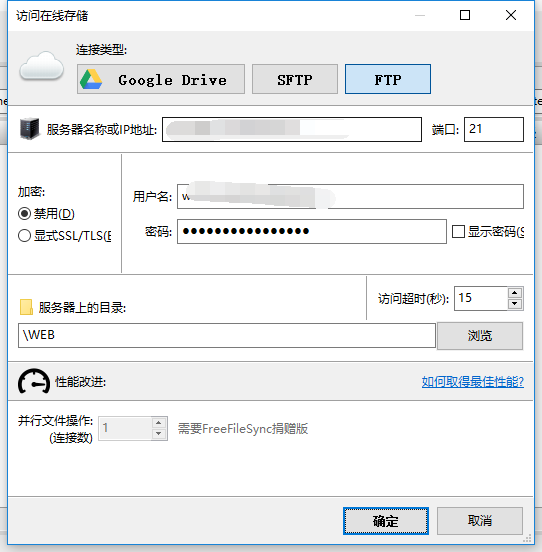 访问在线存储
连接类型:
Google Drive
SFTP
FTP
服务器名称或IP地址:
端口: 21
加密:
禁用(D)
显式SSL/TLS(E
用户名: w
密码: ●●●●●●●●●●●●●●●●
显示密码(S
访问超时(秒): 15
服务器上的目录:
\WEB
浏览
性能改进:
如何取得最佳性能?
并行文件操作: 1
(连接数)
需要FreeFileSync捐赠版
确定
取消